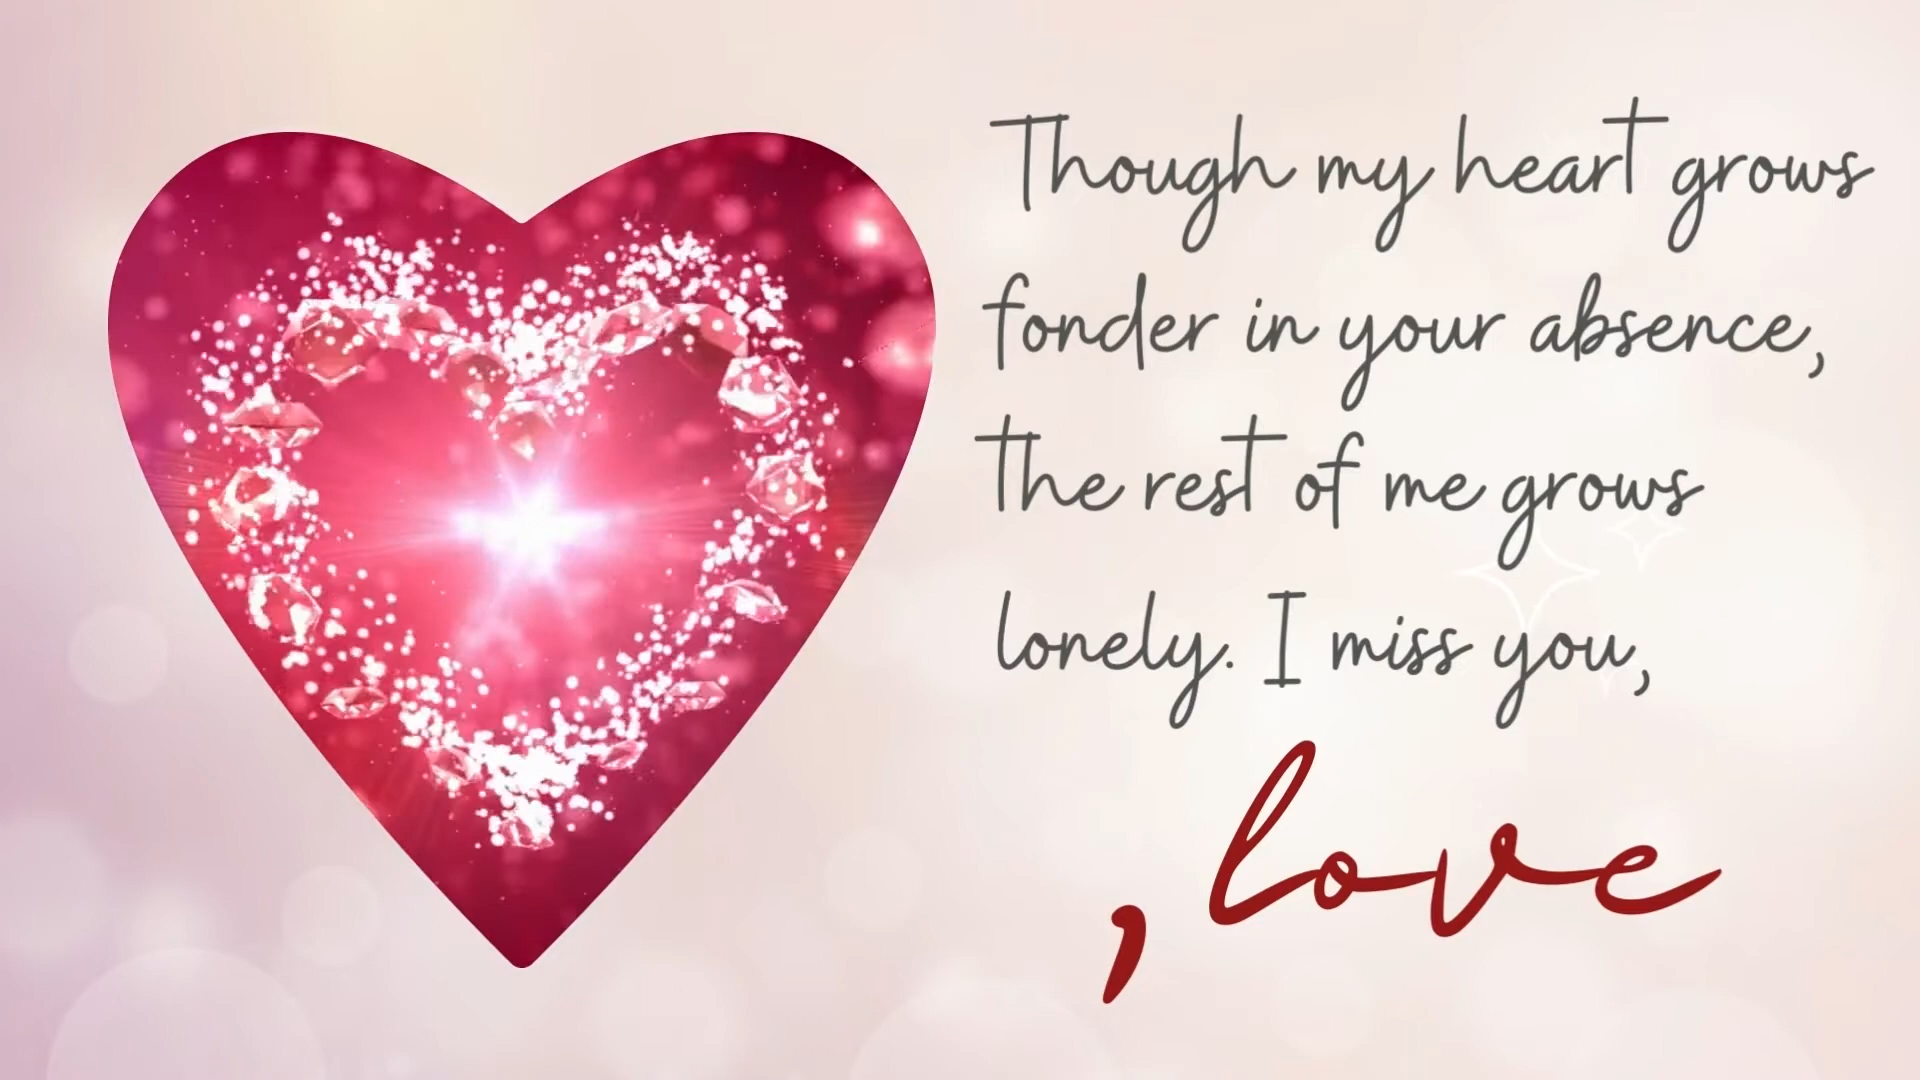 Though my heart grows
fonder in your absence,
the rest of me grows
lonely. I miss you,
,love